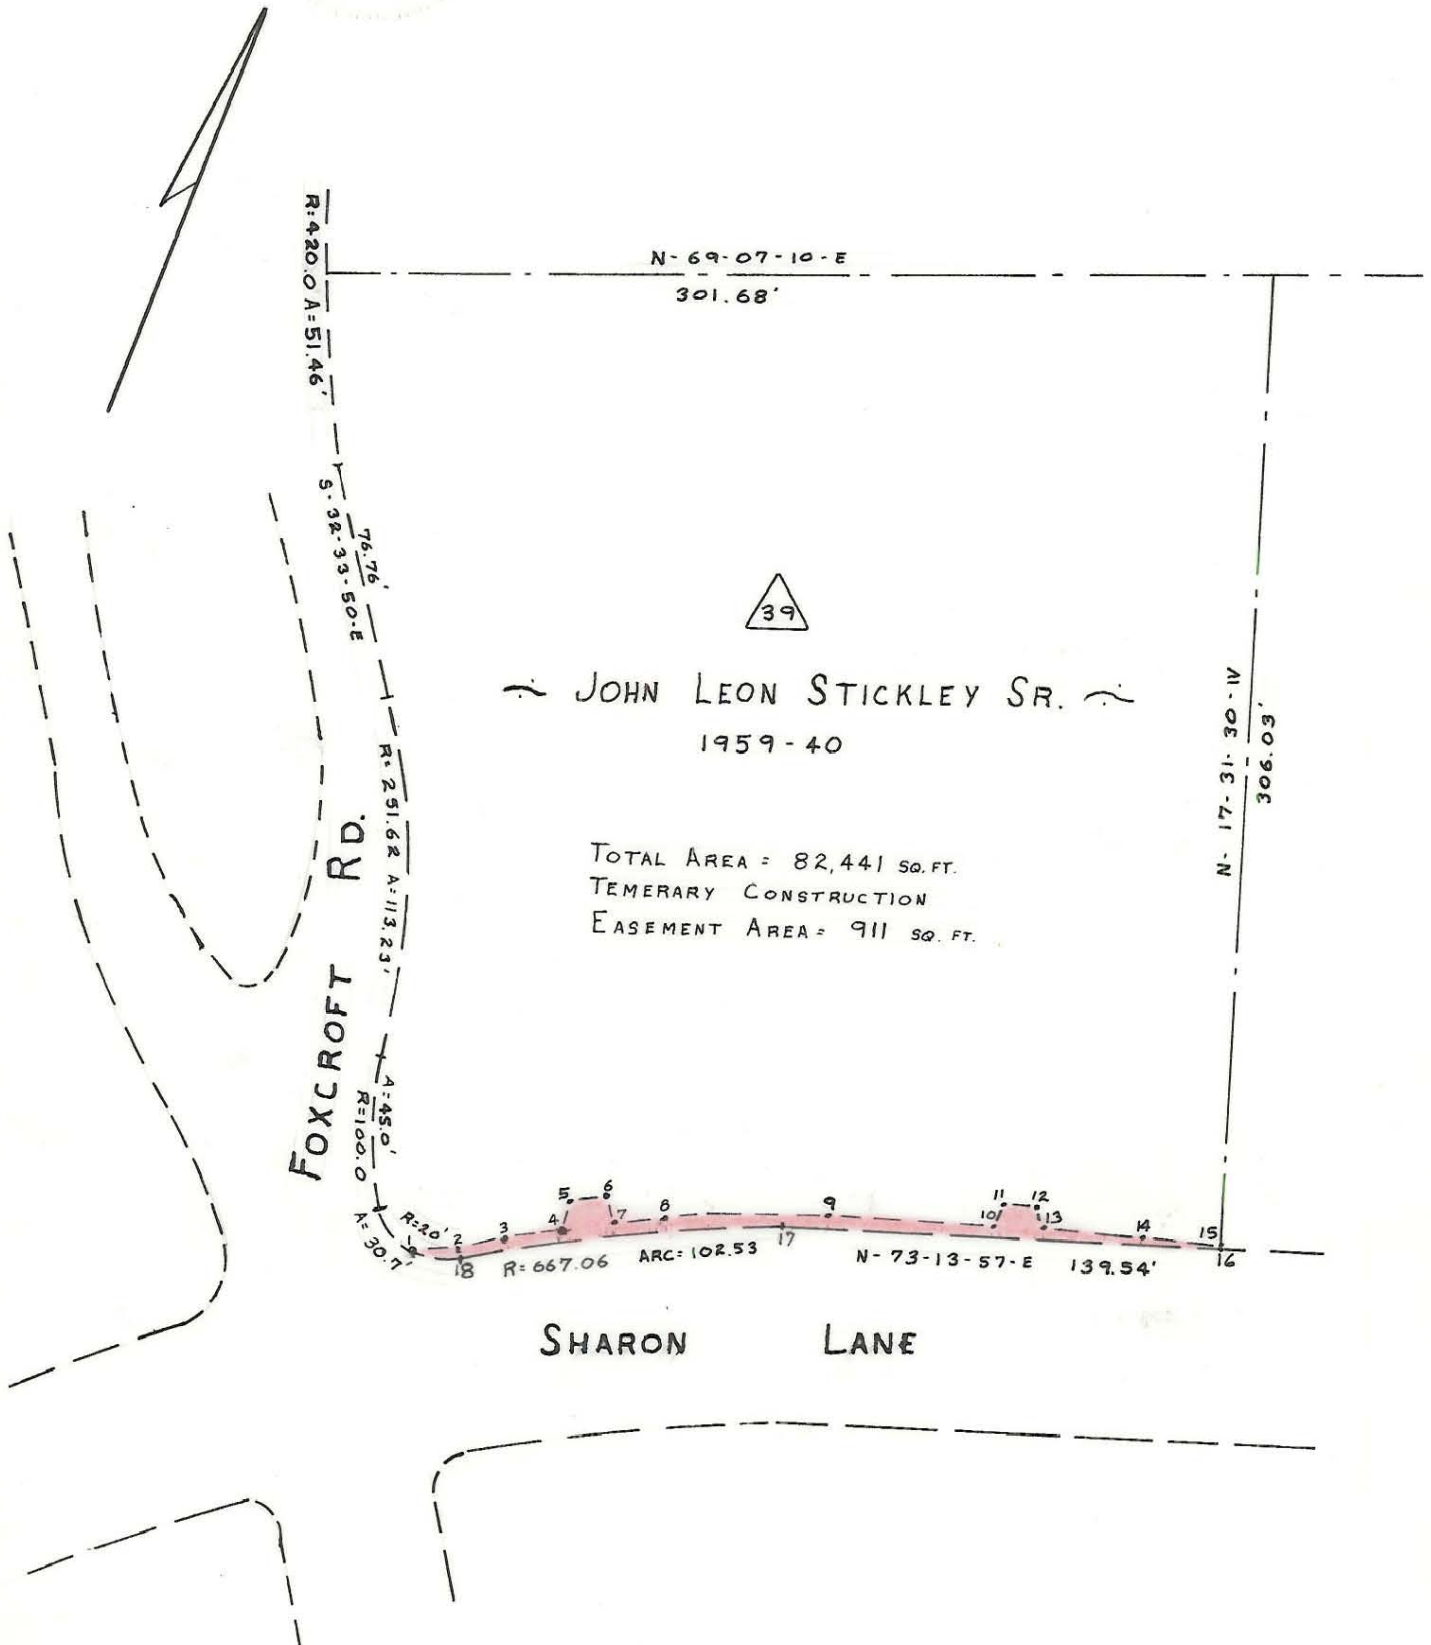 N-69-07-10-E
301.68'
R=420.0 A=51.46'
S-32-33-50-E
76.76'
39
JOHN LEON STICKLEY SR.
1959-40
N-17-31-30-W
306.03'
R=251.62 A=113.23'
TOTAL AREA = 82,441 SQ.FT.
TEMERARY CONSTRUCTION
EASEMENT AREA = 911 SQ. FT.
FOXCROFT RD.
A=45.0'
R=100.0
R=20'
A=30.7'
1
2
3
4
5
6
7
8
9
10
11
12
13
14
15
16
17
18
R=667.06 ARC=102.53
N-73-13-57-E 139.54'
SHARON LANE